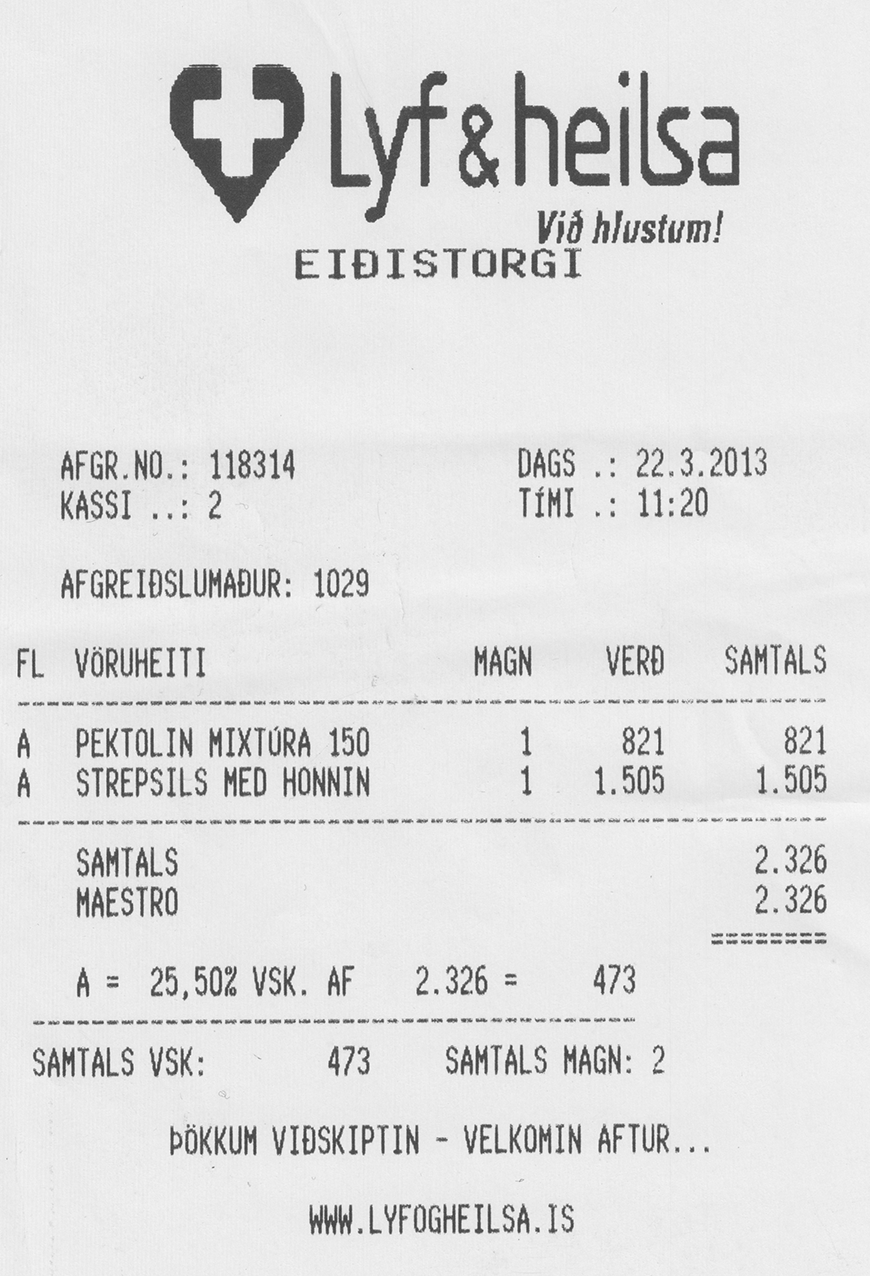 Lyf&heilsa
Við hlustum!
EIÐISTORGI
AFGR.NO.: 118314 DAGS .: 22.3.2013
KASSI ..: 2 TÍMI .: 11:20
AFGREIÐSLUMAÐUR: 1029
FL VÖRUHEITI MAGN VERÐ SAMTALS
A PEKTOLIN MIXTÚRA 150 1 821 821
A STREPSILS MED HONNIN 1 1.505 1.505
SAMTALS 2.326
MAESTRO 2.326
========
A = 25,50% VSK. AF 2.326 = 473
SAMTALS VSK: 473 SAMTALS MAGN: 2
ÞÖKKUM VIÐSKIPTIN - VELKOMIN AFTUR...
WWW.LYFOGHEILSA.IS